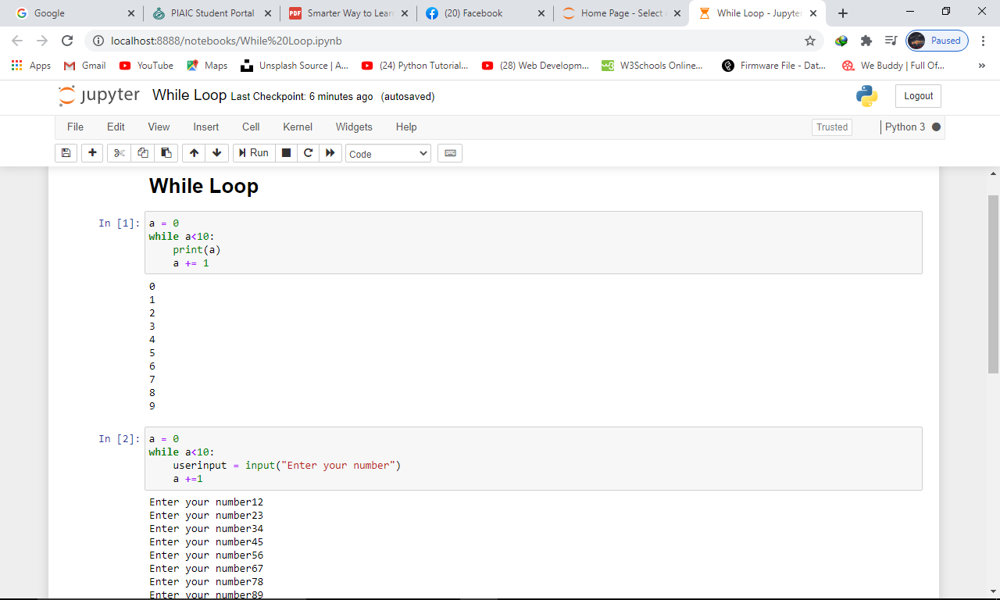 Google
PIAIC Student Portal
PDF Smarter Way to Lear
(20) Facebook
Home Page - Select
While Loop - Jupyter
localhost:8888/notebooks/While%20Loop.ipynb
Paused
Apps
Gmail
YouTube
Maps
Unsplash Source | A...
(24) Python Tutorial...
(28) Web Developm...
W3Schools Online...
Firmware File - Dat...
We Buddy | Full Of...
»
jupyter While Loop Last Checkpoint: 6 minutes ago (autosaved)
Logout
File Edit View Insert Cell Kernel Widgets Help
Trusted
Python 3
Run
Code
While Loop
In [1]:
a = 0
while a<10:
    print(a)
    a += 1
0
1
2
3
4
5
6
7
8
9
In [2]:
a = 0
while a<10:
    userinput = input("Enter your number")
    a +=1
Enter your number12
Enter your number23
Enter your number34
Enter your number45
Enter your number56
Enter your number67
Enter your number78
Enter your number89